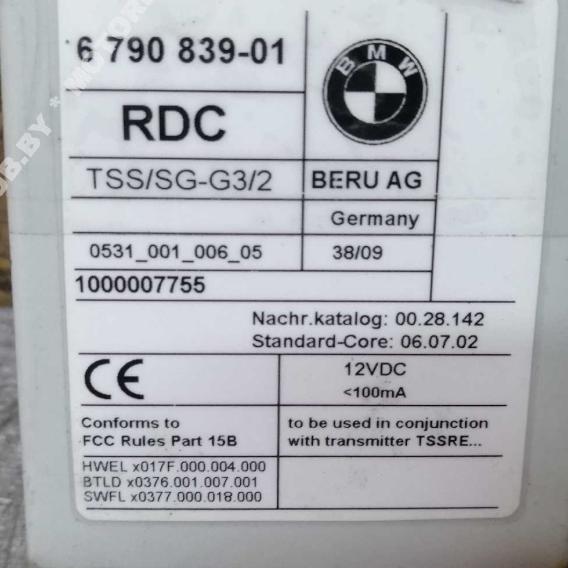 6 790 839-01
BMW
RDC
TSS/SG-G3/2
BERU AG
Germany
0531_001_006_05
38/09
1000007755
Nachr.katalog: 00.28.142
Standard-Core: 06.07.02
CE
12VDC
<100mA
Conforms to
FCC Rules Part 15B
to be used in conjunction
with transmitter TSSRE...
HWEL x017F.000.004.000
BTLD x0376.001.007.001
SWFL x0377.000.018.000